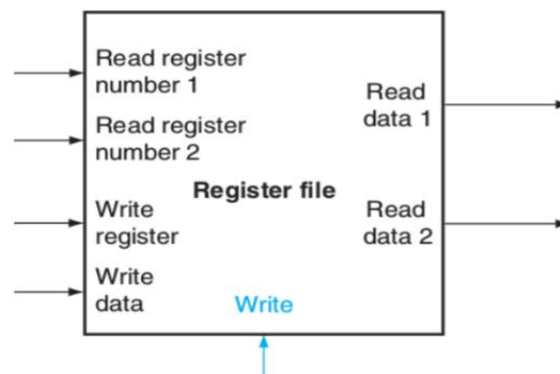 Read register
number 1
Read register
number 2
Register file
Write
register
Write
data
Write
Read
data 1
Read
data 2